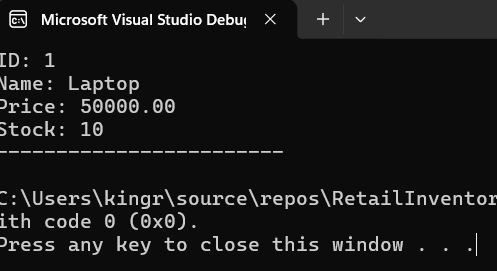 Microsoft Visual Studio Debu
ID: 1
Name: Laptop
Price: 50000.00
Stock: 10
------------------------
C:\Users\kingr\source\repos\RetailInventor
ith code 0 (0x0).
Press any key to close this window . . .